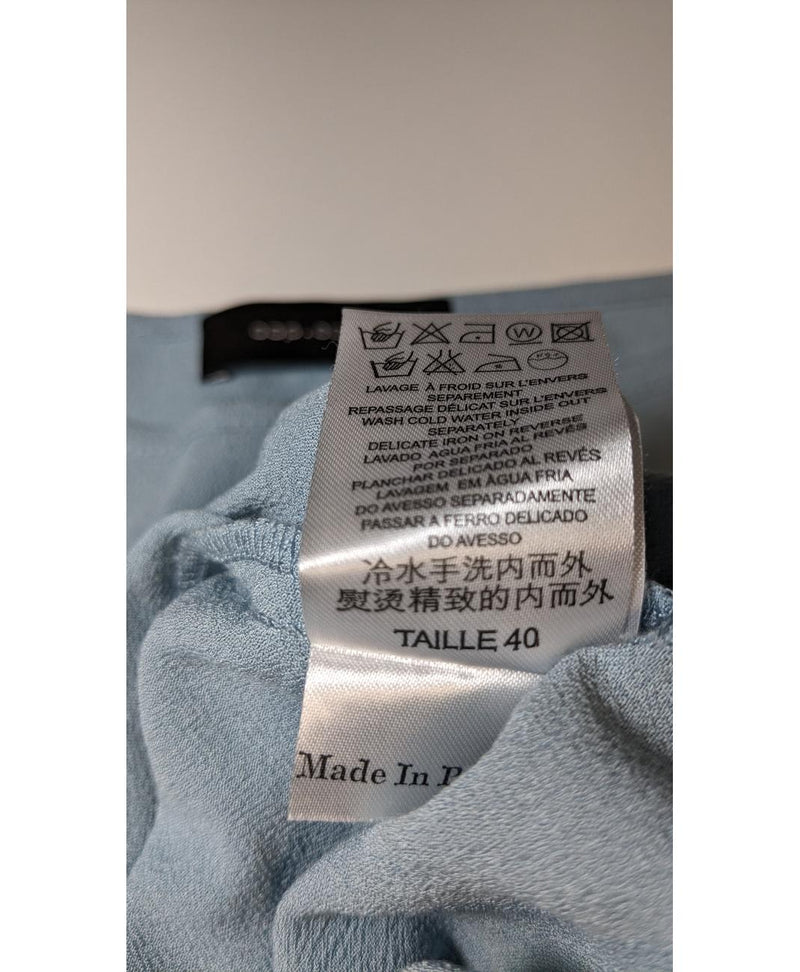 LAVAGE À FROID SUR L'ENVERS
SEPAREMENT
REPASSAGE DÉLICAT SUR L'ENVERS
WASH COLD WATER INSIDE OUT
SEPARATELY
DELICATE IRON ON REVERSE
LAVADO AGUA FRIA AL REVÉS
POR SEPARADO
PLANCHAR DELICADO AL REVÉS
LAVAGEM EM ÀGUA FRIA
DO AVESSO SEPARADAMENTE
PASSAR A FERRO DELICADO
DO AVESSO
冷水手洗内而外
熨烫精致的内而外
TAILLE 40
Made In